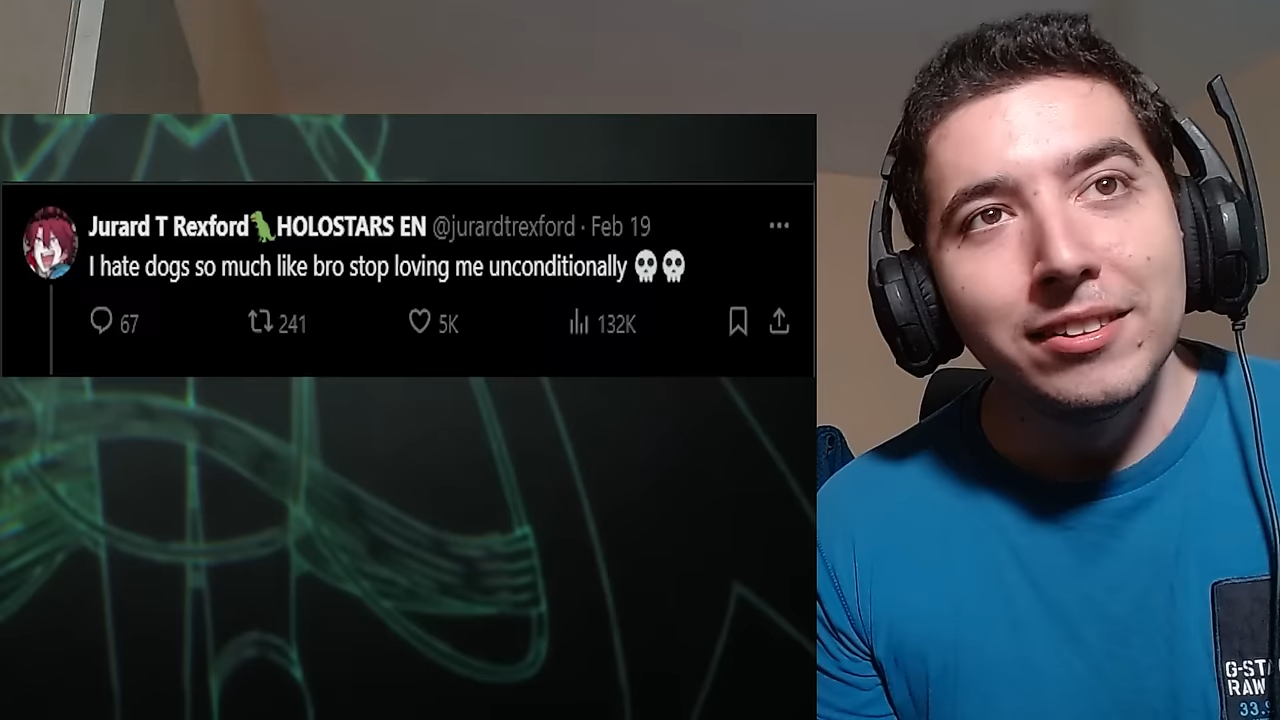 Jurard T Rexford🦖HOLOSTARS EN @jurardtrexford · Feb 19 ···
I hate dogs so much like bro stop loving me unconditionally 💀💀
67 241 5K 132K
G-STA
RAW
33.